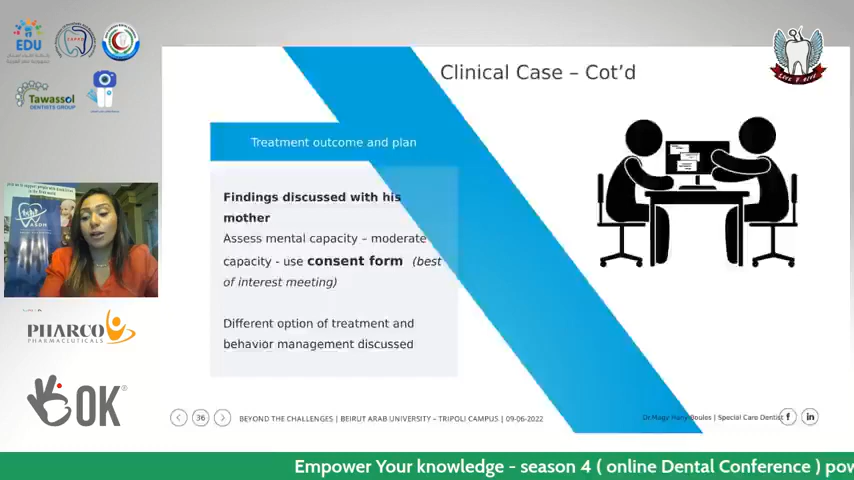 EDU
Tawassol
DENTISTS GROUP
PHARCO
PHARMACEUTICALS
OK®
Clinical Case – Cot’d
Treatment outcome and plan
Findings discussed with his
mother
Assess mental capacity – moderate
capacity - use consent form (best
of interest meeting)
Different option of treatment and
behavior management discussed
36
BEYOND THE CHALLENGES | BEIRUT ARAB UNIVERSITY – TRIPOLI CAMPUS | 09-06-2022
Dr.Magy Hany Boulos | Special Care Dentist
f
in
Empower Your knowledge - season 4 ( online Dental Conference ) pow